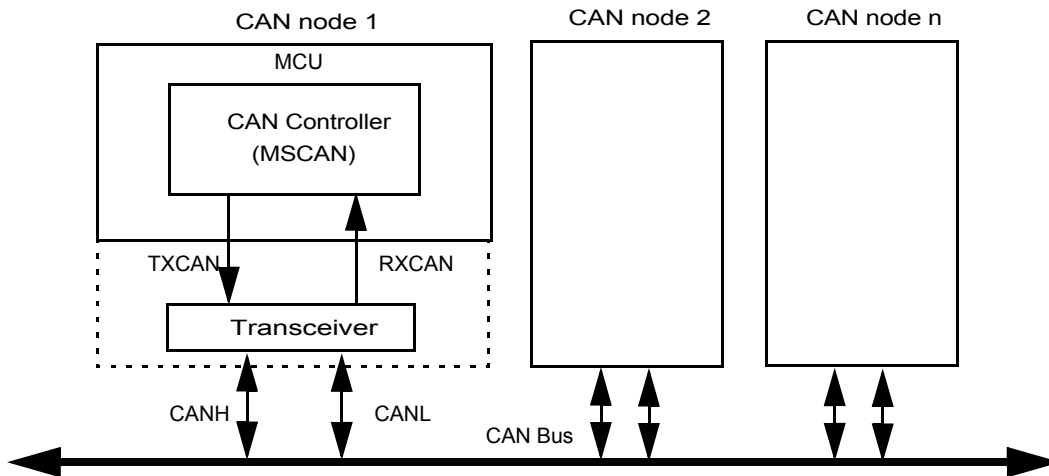 CAN node 1
CAN node 2
CAN node n
MCU
CAN Controller
(MSCAN)
TXCAN
RXCAN
Transceiver
CANH
CANL
CAN Bus